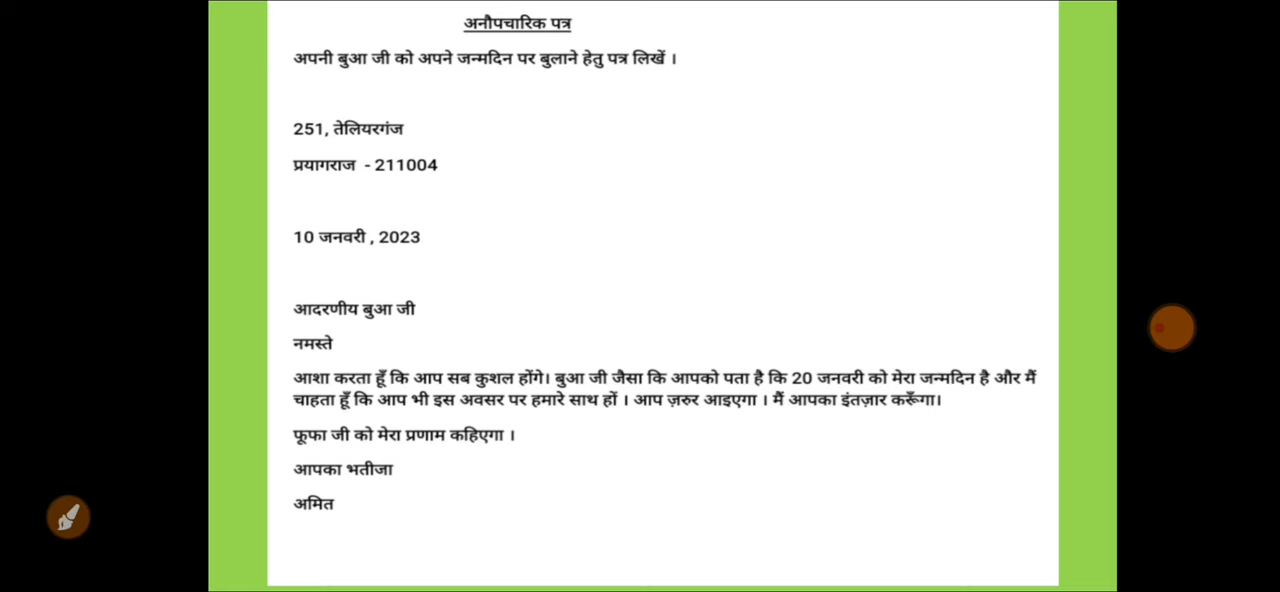 अनौपचारिक पत्र
अपनी बुआ जी को अपने जन्मदिन पर बुलाने हेतु पत्र लिखें ।
251, तेलियरगंज
प्रयागराज - 211004
10 जनवरी , 2023
आदरणीय बुआ जी
नमस्ते
आशा करता हूँ कि आप सब कुशल होंगे। बुआ जी जैसा कि आपको पता है कि 20 जनवरी को मेरा जन्मदिन है और मैं
चाहता हूँ कि आप भी इस अवसर पर हमारे साथ हों । आप ज़रुर आइएगा । मैं आपका इंतज़ार करूँगा।
फूफा जी को मेरा प्रणाम कहिएगा ।
आपका भतीजा
अमित